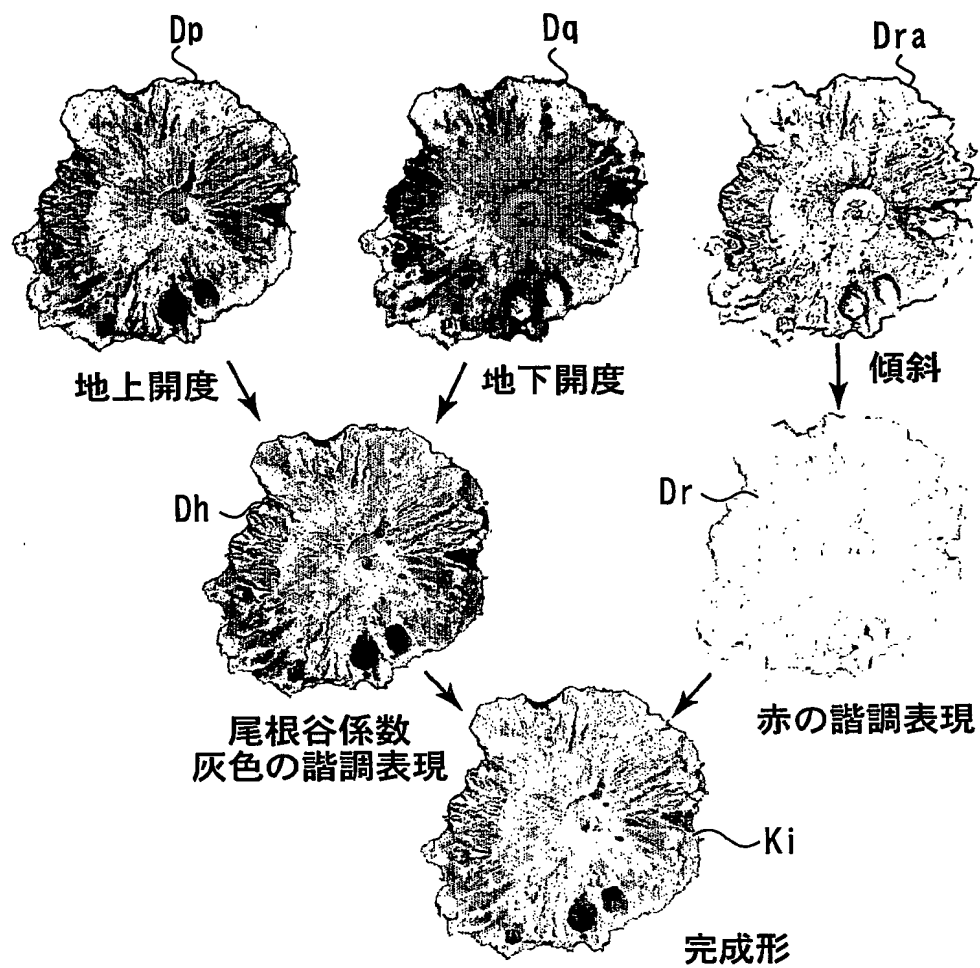 Dp
Dq
Dra
地上開度
地下開度
傾斜
Dh
Dr
尾根谷係数
灰色の諧調表現
赤の諧調表現
Ki
完成形